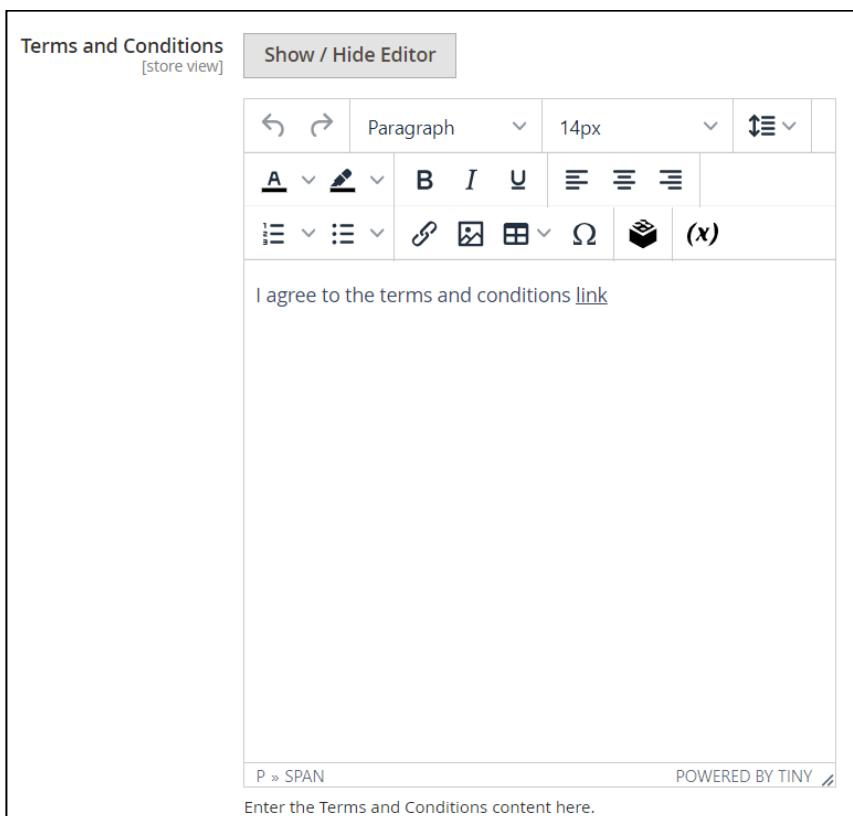 Terms and Conditions
[store view]
Show / Hide Editor
Paragraph 14px
A B I U
Ω (x)
I agree to the terms and conditions link
P » SPAN POWERED BY TINY
Enter the Terms and Conditions content here.